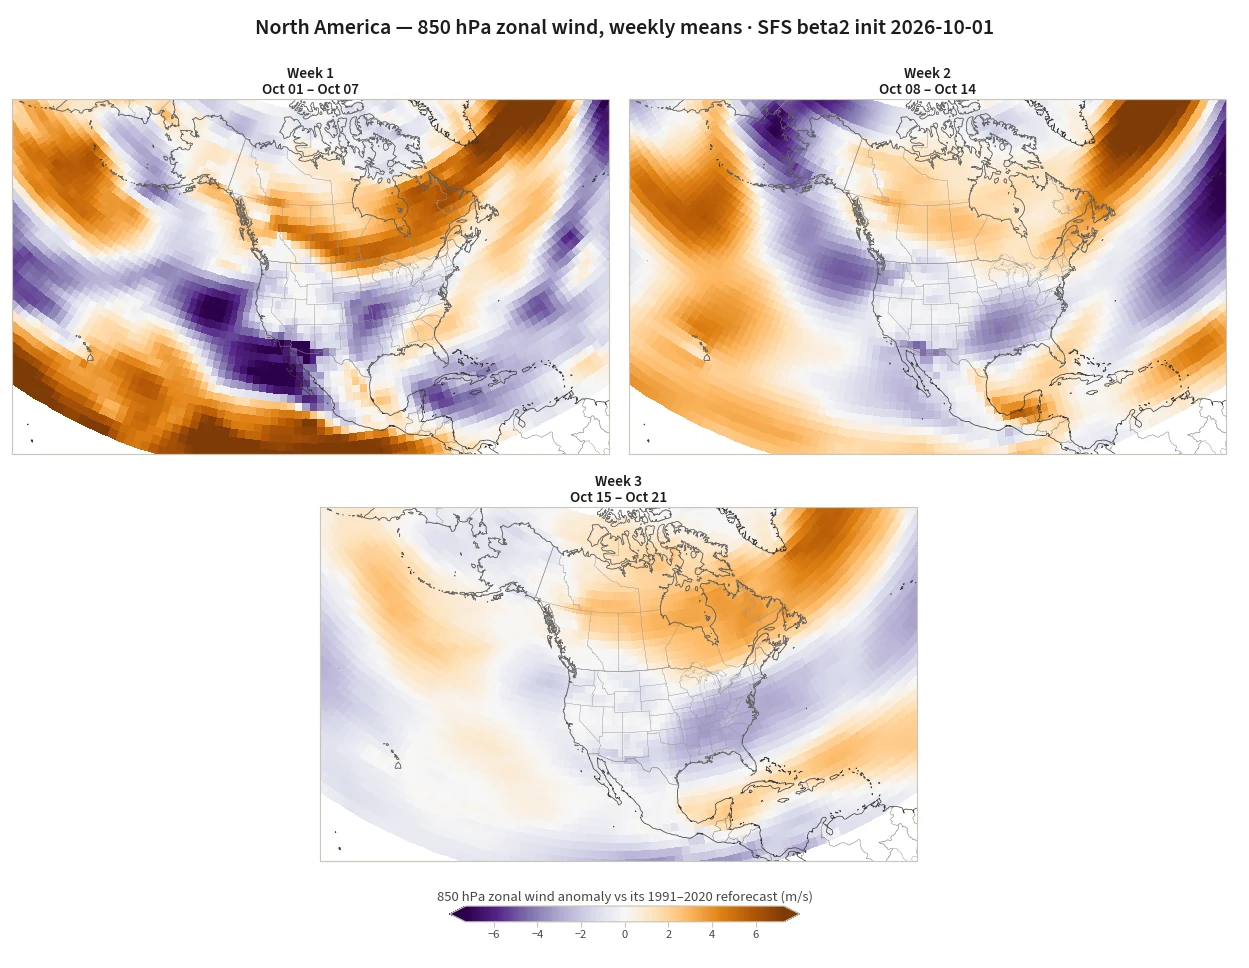 North America — 850 hPa zonal wind, weekly means · SFS beta2 init 2026-10-01
Week 1
Oct 01 – Oct 07
Week 2
Oct 08 – Oct 14
Week 3
Oct 15 – Oct 21
850 hPa zonal wind anomaly vs its 1991–2020 reforecast (m/s)
−6 −4 −2 0 2 4 6